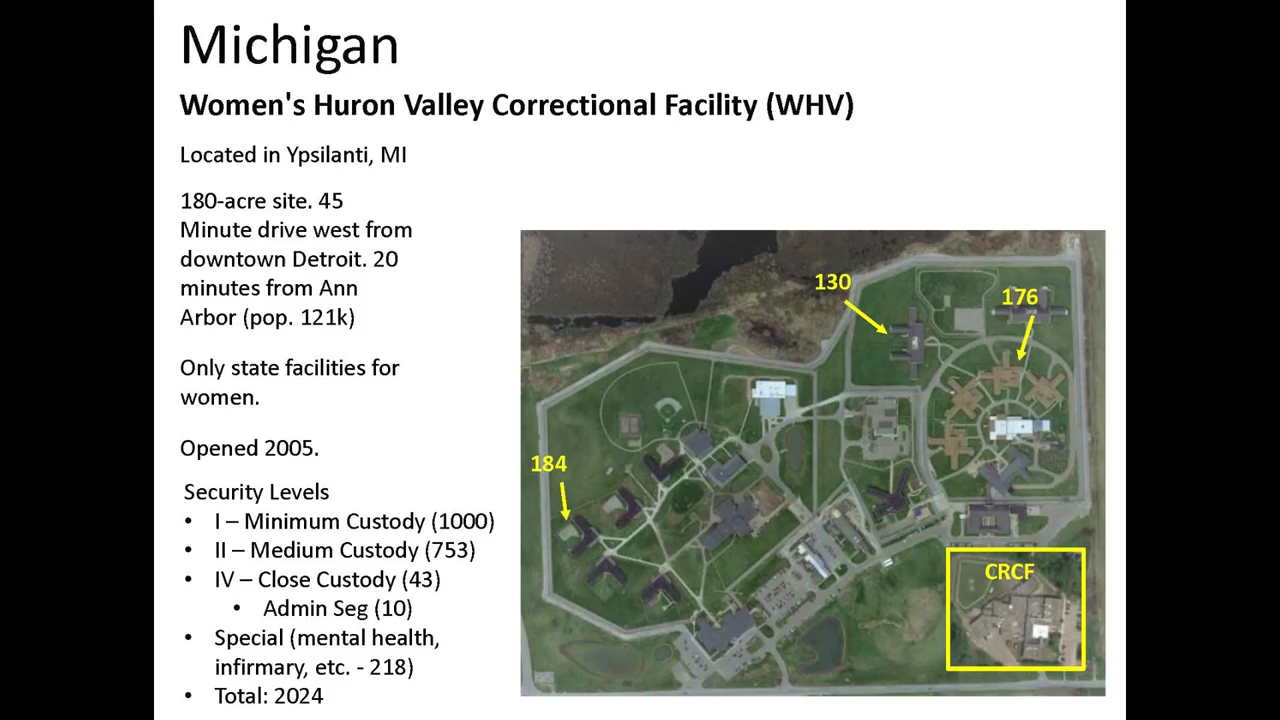 Michigan
Women's Huron Valley Correctional Facility (WHV)
Located in Ypsilanti, MI
180-acre site. 45
Minute drive west from
downtown Detroit. 20
minutes from Ann
Arbor (pop. 121k)
Only state facilities for
women.
Opened 2005.
Security Levels
• I – Minimum Custody (1000)
• II – Medium Custody (753)
• IV – Close Custody (43)
• Admin Seg (10)
• Special (mental health,
infirmary, etc. - 218)
• Total: 2024
130
176
184
CRCF